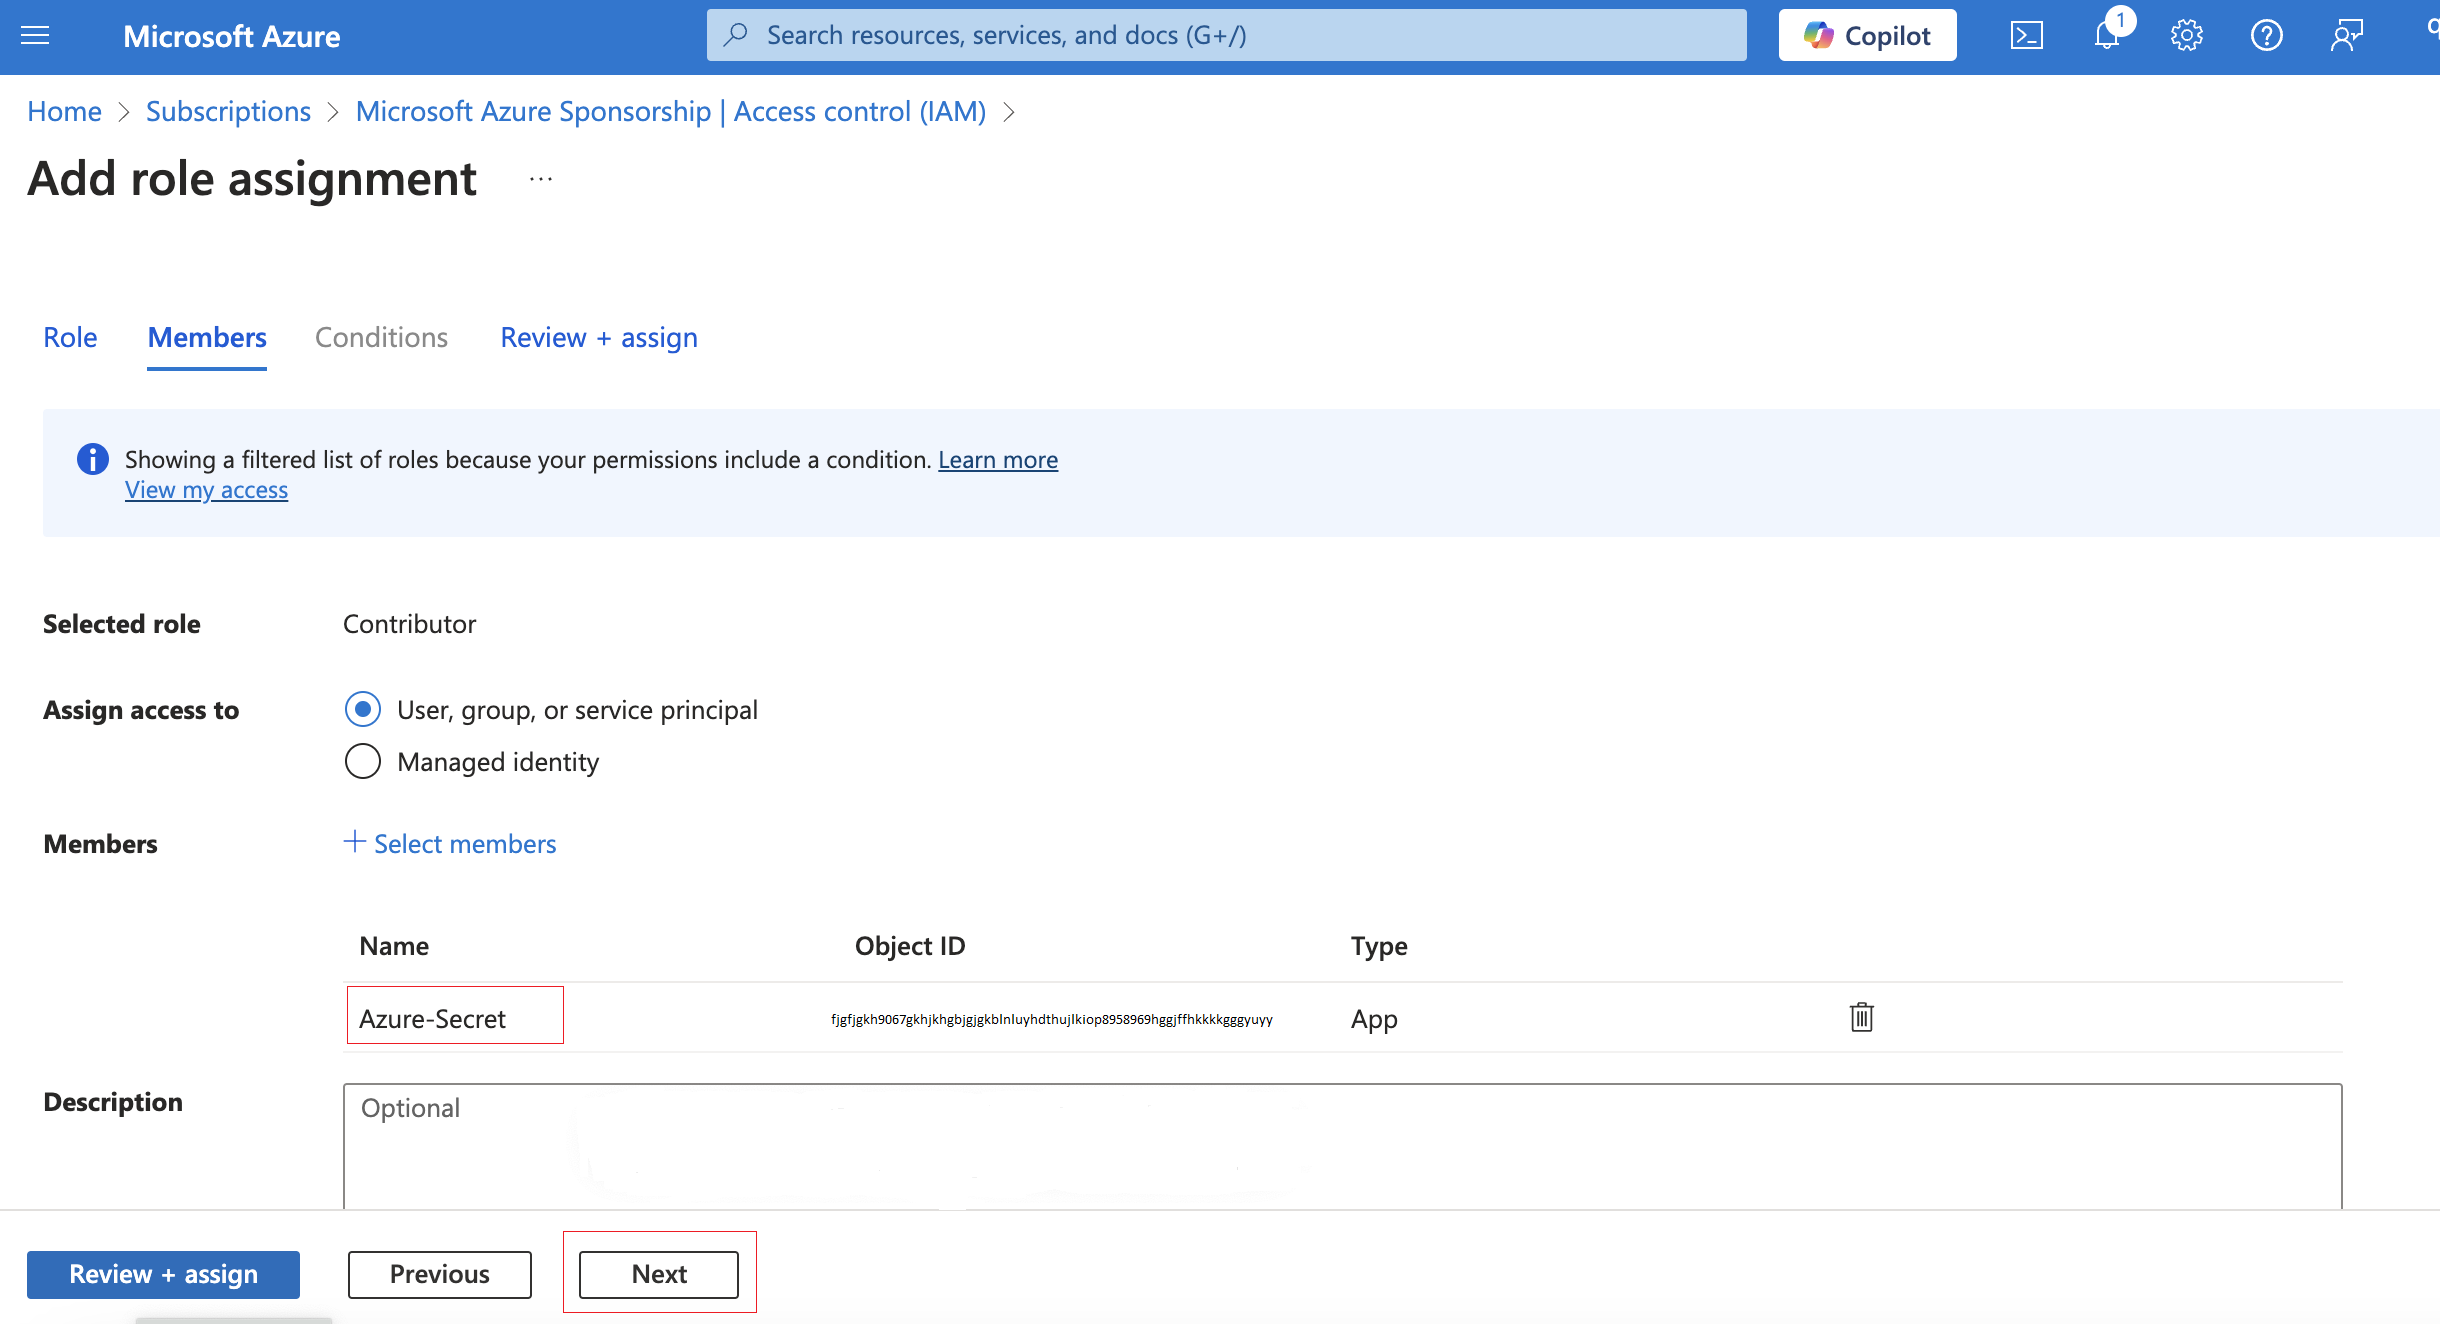 Microsoft Azure
Search resources, services, and docs (G+/)
Copilot
1
Home > Subscriptions > Microsoft Azure Sponsorship | Access control (IAM) >
Add role assignment ...
Role Members Conditions Review + assign
Showing a filtered list of roles because your permissions include a condition. Learn more
View my access
Selected role Contributor
Assign access to User, group, or service principal
Managed identity
Members + Select members
Name Object ID Type
Azure-Secret fjgfjgkh9067gkhjkhgbjgjgkblnluyhdthujlkiop8958969hggjffhkkkkgggyuyy App
Description Optional
Review + assign Previous Next